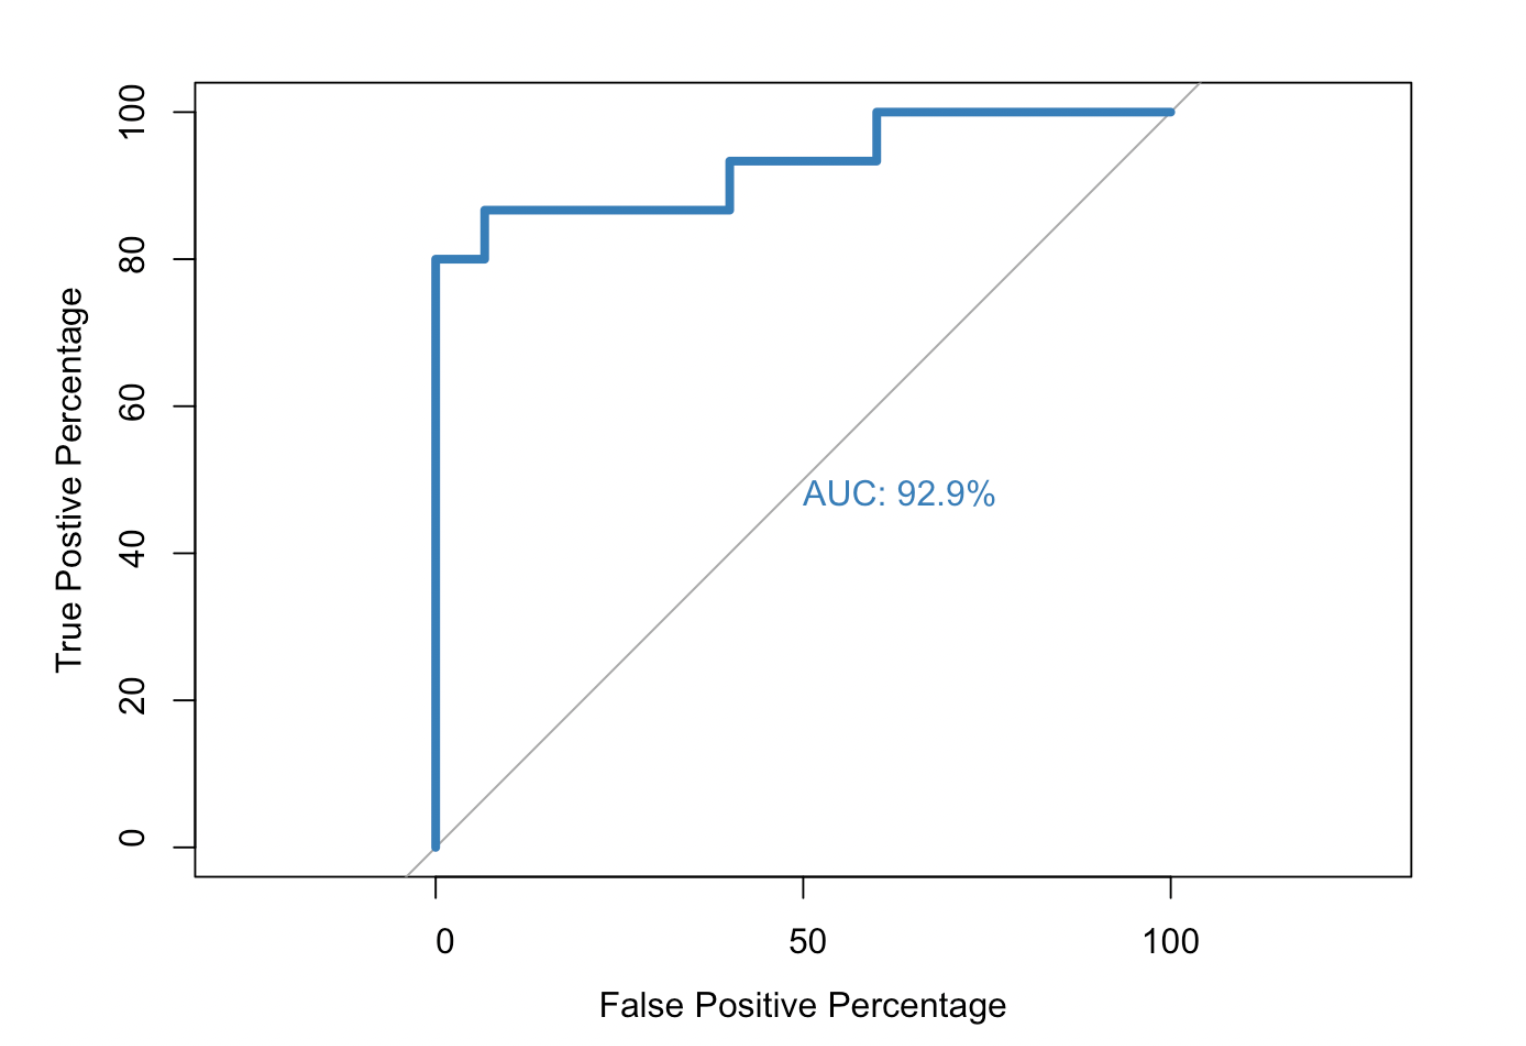 True Postive Percentage
100
80
60
40
20
0
AUC: 92.9%
0 50 100
False Positive Percentage